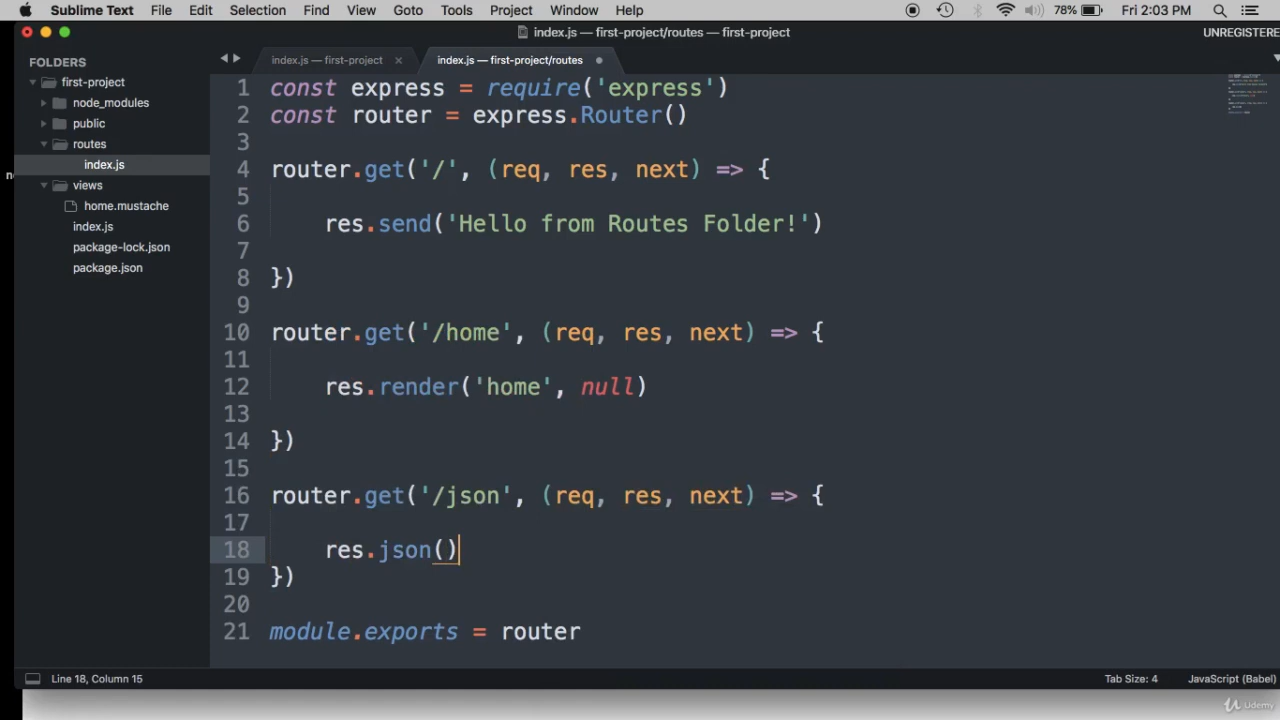 Sublime Text File Edit Selection Find View Goto Tools Project Window Help 78% Fri 2:03 PM
index.js — first-project/routes — first-project UNREGISTERE
FOLDERS
first-project
node_modules
public
routes
index.js
views
home.mustache
index.js
package-lock.json
package.json
index.js — first-project × index.js — first-project/routes
1 const express = require('express')
2 const router = express.Router()
3
4 router.get('/', (req, res, next) => {
5
6 res.send('Hello from Routes Folder!')
7
8 })
9
10 router.get('/home', (req, res, next) => {
11
12 res.render('home', null)
13
14 })
15
16 router.get('/json', (req, res, next) => {
17
18 res.json()
19 })
20
21 module.exports = router
Line 18, Column 15 Tab Size: 4 JavaScript (Babel)
Udemy